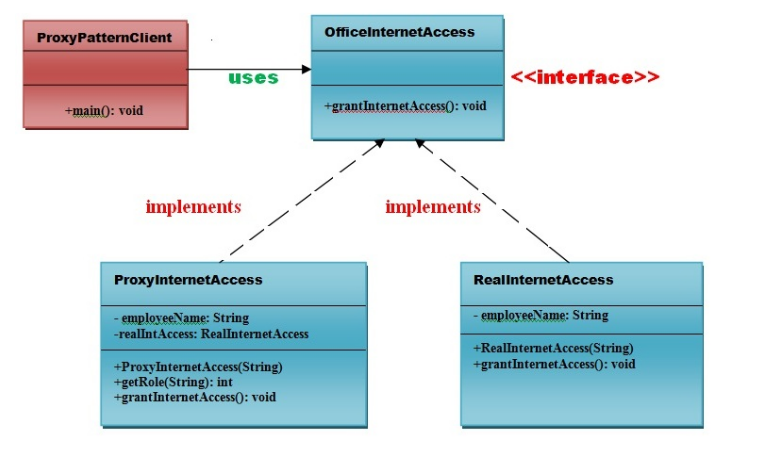 ProxyPatternClient
+main(): void
uses
OfficeInternetAccess
+grantInternetAccess(): void
<<interface>>
implements
implements
ProxyInternetAccess
- employeeName: String
-realIntAccess: RealInternetAccess
+ProxyInternetAccess(String)
+getRole(String): int
+grantInternetAccess(): void
RealInternetAccess
- employeeName: String
+RealInternetAccess(String)
+grantInternetAccess(): void